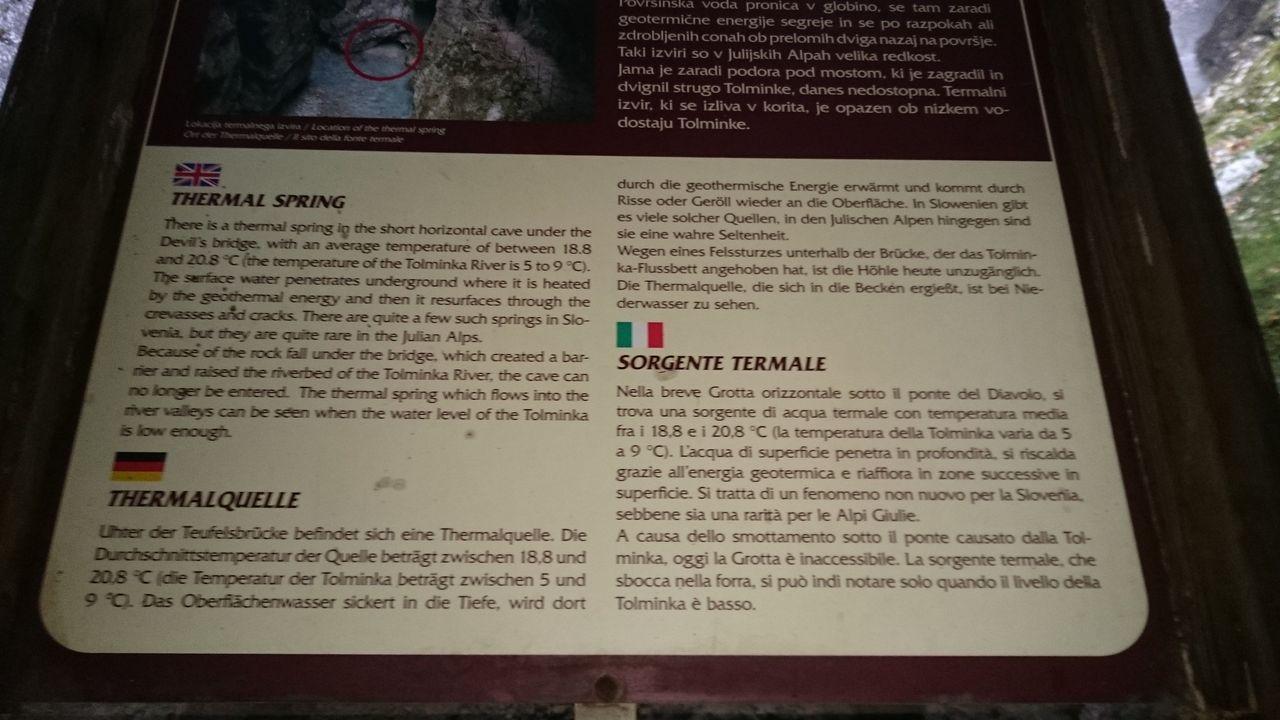 Površinska voda pronica v globino, se tam zaradi
geotermične energije segreje in se po razpokah ali
zdrobljenih conah ob prelomih dviga nazaj na površje.
Taki izviri so v Julijskih Alpah velika redkost.
Jama je zaradi podora pod mostom, ki je zagradil in
dvignil strugo Tolminke, danes nedostopna. Termalni
izvir, ki se izliva v korita, je opazen ob nizkem vo-
dostaju Tolminke.
Lokacija termalnega izvira / Location of the thermal spring
Ort der Thermalquelle / Il sito della fonte termale
THERMAL SPRING
There is a thermal spring in the short horizontal cave under the
Devil's bridge, with an average temperature of between 18.8
and 20.8 °C (the temperature of the Tolminka River is 5 to 9 °C).
The surface water penetrates underground where it is heated
by the geothermal energy and then it resurfaces through the
crevasses and cracks. There are quite a few such springs in Slo-
venia, but they are quite rare in the Julian Alps.
Because of the rock fall under the bridge, which created a bar-
rier and raised the riverbed of the Tolminka River, the cave can
no longer be entered. The thermal spring which flows into the
river valleys can be seen when the water level of the Tolminka
is low enough.
THERMALQUELLE
Unter der Teufelsbrücke befindet sich eine Thermalquelle. Die
Durchschnittstemperatur der Quelle beträgt zwischen 18,8 und
20,8 °C (die Temperatur der Tolminka beträgt zwischen 5 und
9 °C). Das Oberflächenwasser sickert in die Tiefe, wird dort
durch die geothermische Energie erwärmt und kommt durch
Risse oder Geröll wieder an die Oberfläche. In Slowenien gibt
es viele solcher Quellen, in den Julischen Alpen hingegen sind
sie eine wahre Seltenheit.
Wegen eines Felssturzes unterhalb der Brücke, der das Tolmin-
ka-Flussbett angehoben hat, ist die Höhle heute unzugänglich.
Die Thermalquelle, die sich in die Becken ergießt, ist bei Nie-
derwasser zu sehen.
SORGENTE TERMALE
Nella breve Grotta orizzontale sotto il ponte del Diavolo, si
trova una sorgente di acqua termale con temperatura media
fra i 18,8 e i 20,8 °C (la temperatura della Tolminka varia da 5
a 9 °C). L'acqua di superficie penetra in profondità, si riscalda
grazie all'energia geotermica e riaffiora in zone successive in
superficie. Si tratta di un fenomeno non nuovo per la Slovenia,
sebbene sia una rarità per le Alpi Giulie.
A causa dello smottamento sotto il ponte causato dalla Tol-
minka, oggi la Grotta è inaccessibile. La sorgente termale, che
sbocca nella forra, si può indi notare solo quando il livello della
Tolminka è basso.